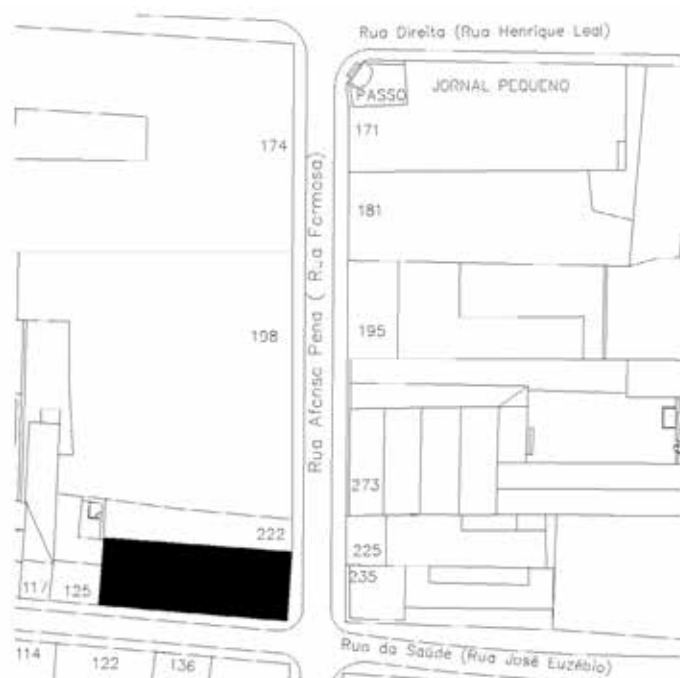 Rua Direita (Rua Henrique Leal)
PASSO
JORNAL PEQUENO
171
174
181
Rua Afonso Pena ( Rua Formosa)
198
195
273
222
225
235
117
125
Rua da Saúde (Rua José Euzébio)
114
122
136